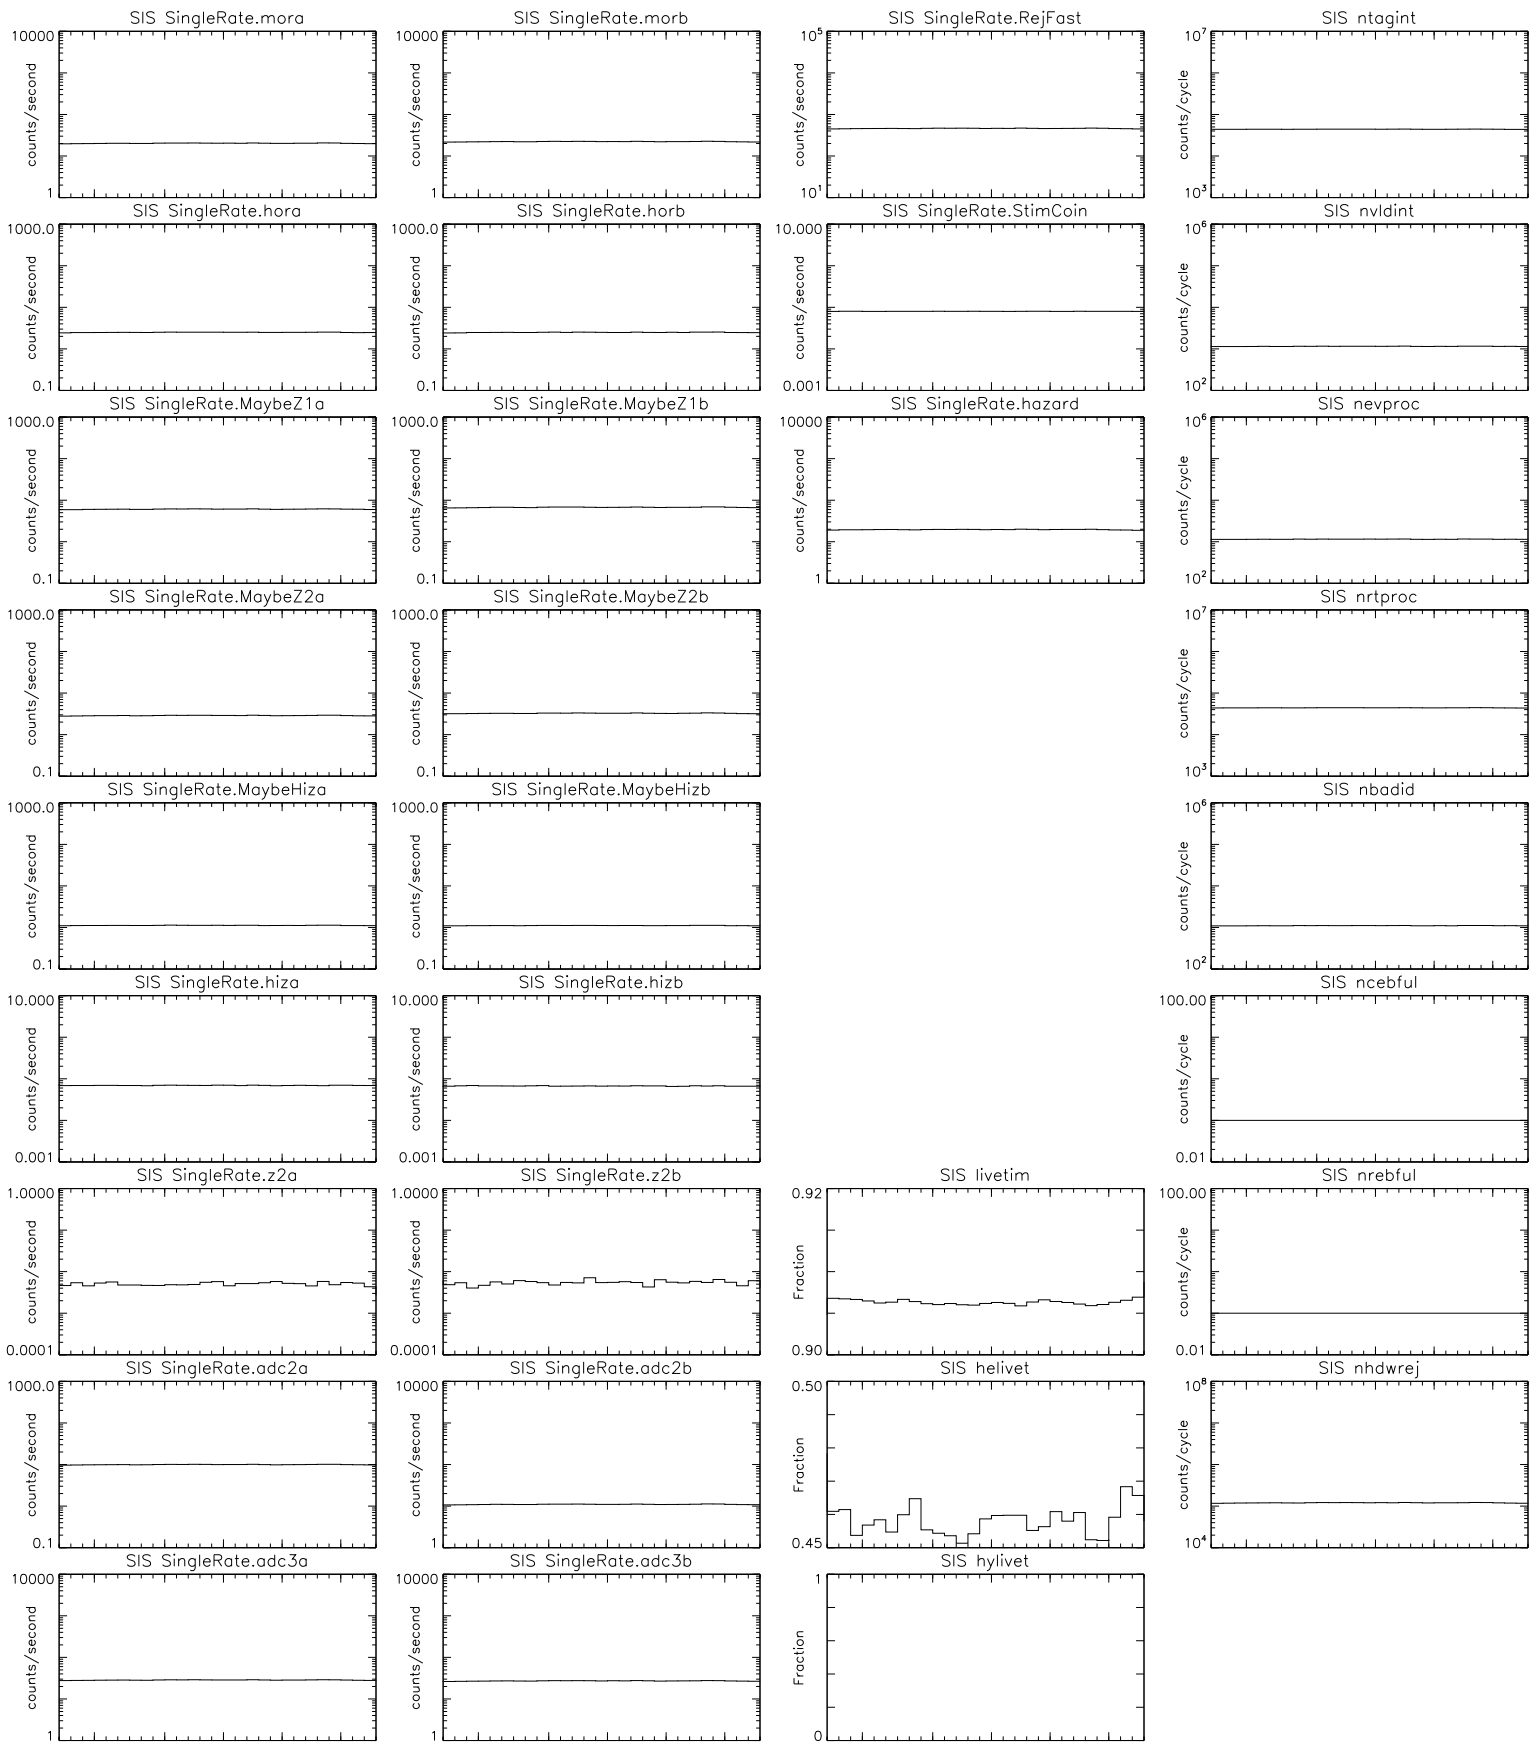 SIS SingleRate.mora
10000
counts/second
1
SIS SingleRate.morb
10000
counts/second
1
SIS SingleRate.RejFast
10⁵
counts/second
10¹
SIS ntagint
10⁷
counts/cycle
10³
SIS SingleRate.hora
1000.0
counts/second
0.1
SIS SingleRate.horb
1000.0
counts/second
0.1
SIS SingleRate.StimCoin
10.000
counts/second
0.001
SIS nvldint
10⁶
counts/cycle
10²
SIS SingleRate.MaybeZ1a
1000.0
counts/second
0.1
SIS SingleRate.MaybeZ1b
1000.0
counts/second
0.1
SIS SingleRate.hazard
10000
counts/second
1
SIS nevproc
10⁶
counts/cycle
10²
SIS SingleRate.MaybeZ2a
1000.0
counts/second
0.1
SIS SingleRate.MaybeZ2b
1000.0
counts/second
0.1
SIS nrtproc
10⁷
counts/cycle
10³
SIS SingleRate.MaybeHiza
1000.0
counts/second
0.1
SIS SingleRate.MaybeHizb
1000.0
counts/second
0.1
SIS nbadid
10⁶
counts/cycle
10²
SIS SingleRate.hiza
10.000
counts/second
0.001
SIS SingleRate.hizb
10.000
counts/second
0.001
SIS ncebful
100.00
counts/cycle
0.01
SIS SingleRate.z2a
1.0000
counts/second
0.0001
SIS SingleRate.z2b
1.0000
counts/second
0.0001
SIS livetim
0.92
Fraction
0.90
SIS nrebful
100.00
counts/cycle
0.01
SIS SingleRate.adc2a
1000.0
counts/second
0.1
SIS SingleRate.adc2b
10000
counts/second
1
SIS helivet
0.50
Fraction
0.45
SIS nhdwrej
10⁸
counts/cycle
10⁴
SIS SingleRate.adc3a
10000
counts/second
1
SIS SingleRate.adc3b
10000
counts/second
1
SIS hylivet
1
Fraction
0